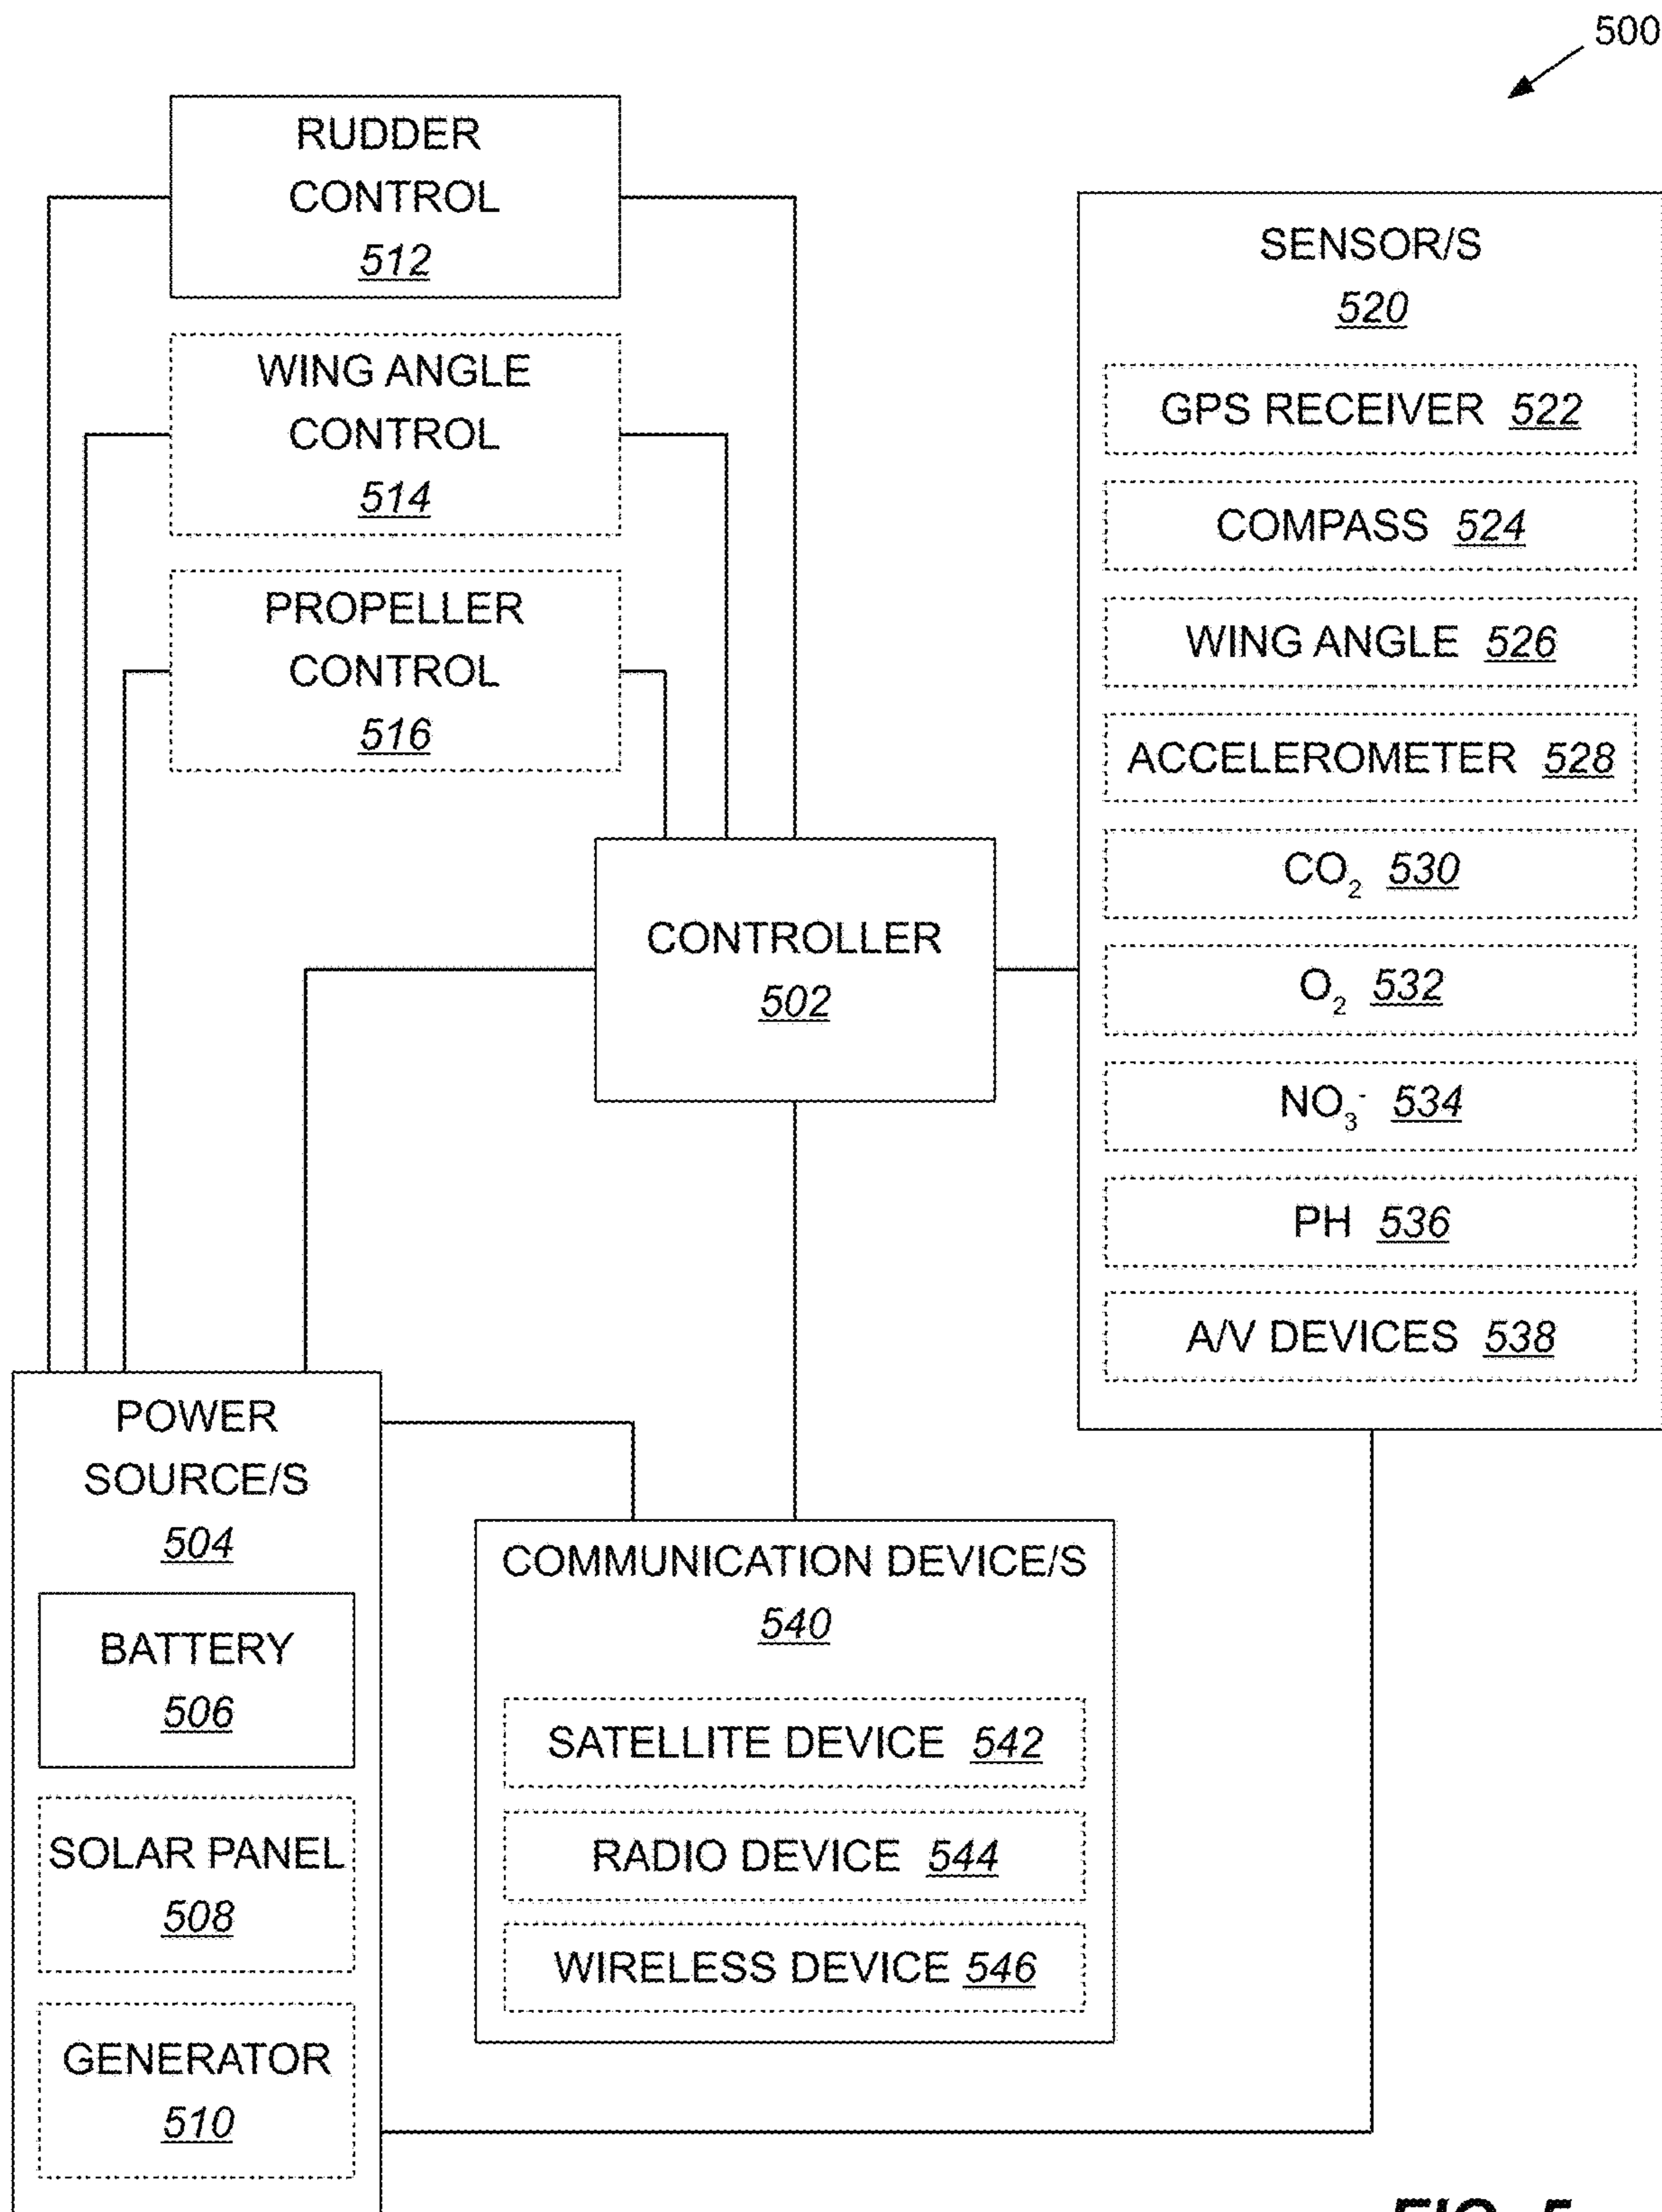 500
RUDDER
CONTROL
512
WING ANGLE
CONTROL
514
PROPELLER
CONTROL
516
CONTROLLER
502
SENSOR/S
520
GPS RECEIVER 522
COMPASS 524
WING ANGLE 526
ACCELEROMETER 528
CO₂ 530
O₂ 532
NO₃⁻ 534
PH 536
A/V DEVICES 538
POWER
SOURCE/S
504
BATTERY
506
SOLAR PANEL
508
GENERATOR
510
COMMUNICATION DEVICE/S
540
SATELLITE DEVICE 542
RADIO DEVICE 544
WIRELESS DEVICE 546
FIG. 5